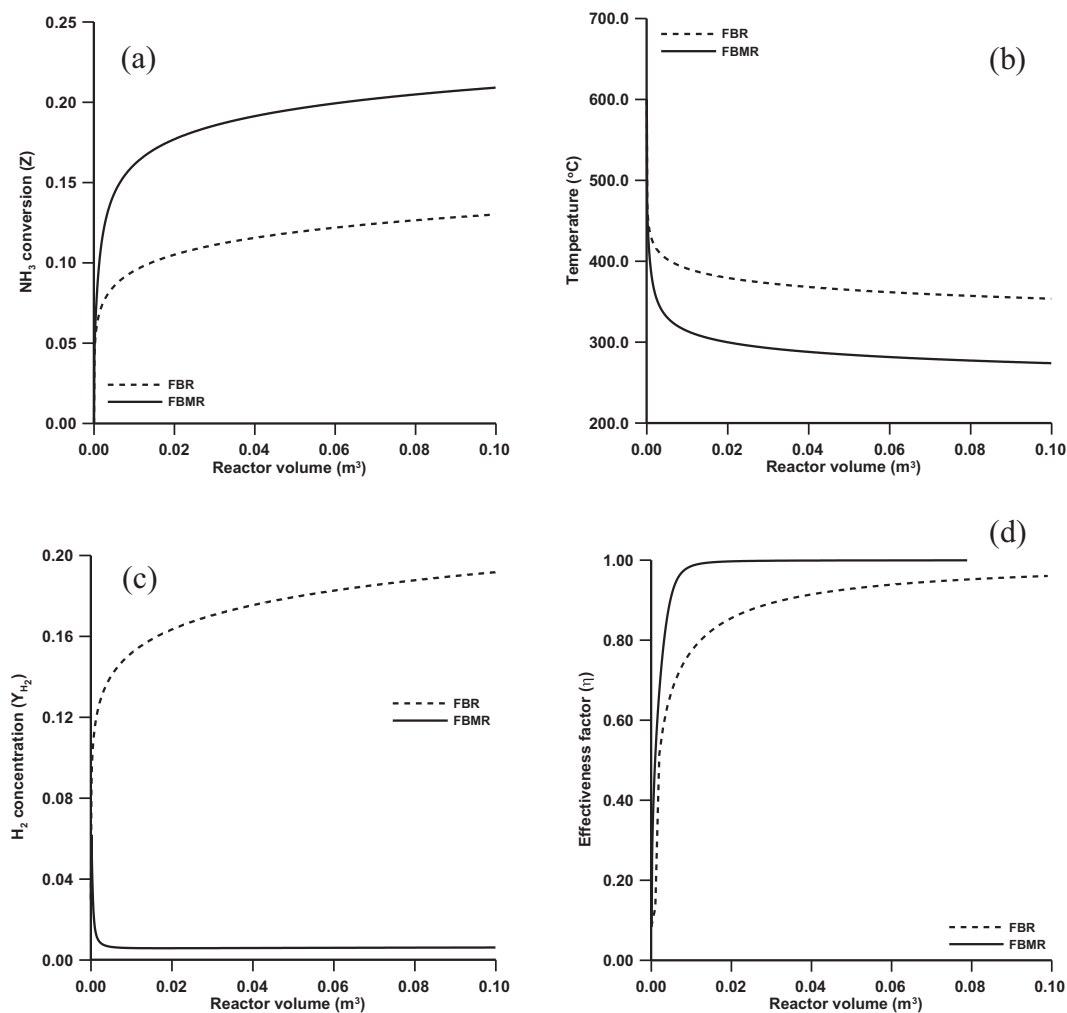 (a)
NH₃ conversion (Z)
0.25
0.20
0.15
0.10
0.05
0.00
FBR
FBMR
0.00 0.02 0.04 0.06 0.08 0.10
Reactor volume (m³)
FBR
FBMR
(b)
Temperature (°C)
700.0
600.0
500.0
400.0
300.0
200.0
0.00 0.02 0.04 0.06 0.08 0.10
Reactor volume (m³)
(c)
H₂ concentration (Y_H₂)
0.20
0.16
0.12
0.08
0.04
0.00
FBR
FBMR
0.00 0.02 0.04 0.06 0.08 0.10
Reactor volume (m³)
(d)
Effectiveness factor (η)
1.00
0.80
0.60
0.40
0.20
0.00
FBR
FBMR
0.00 0.02 0.04 0.06 0.08 0.10
Reactor volume (m³)